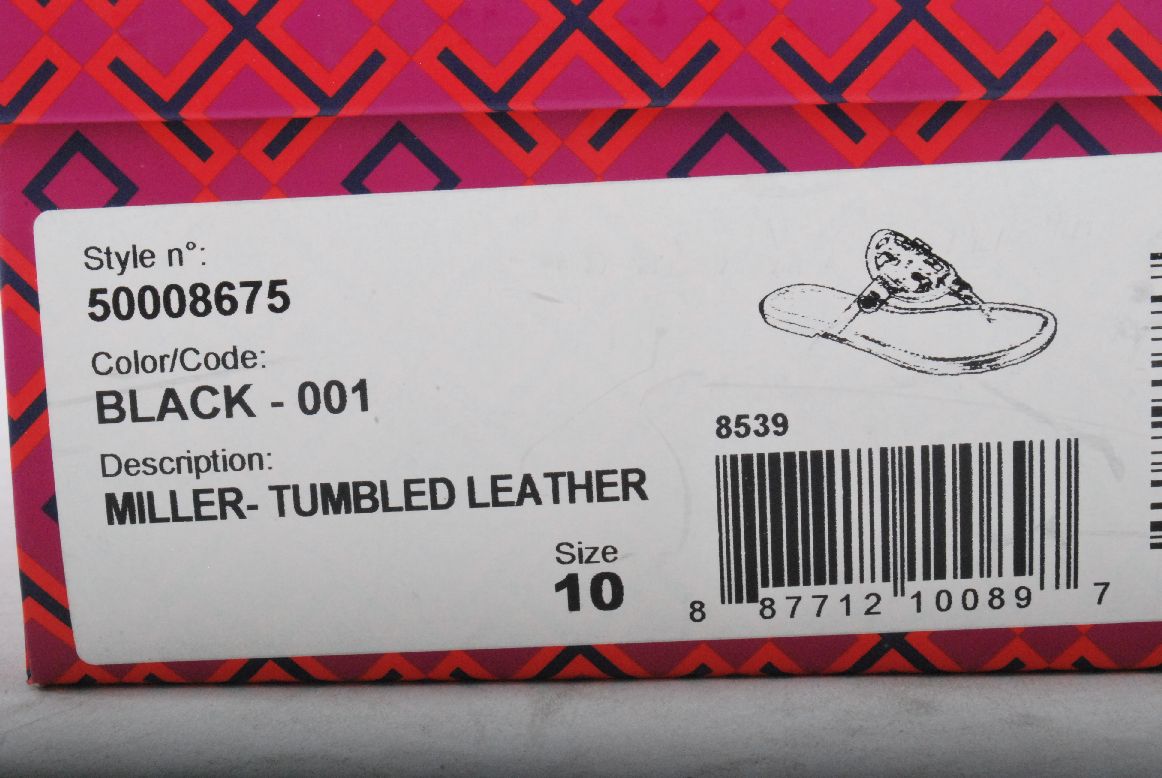 Style n°:
50008675
Color/Code:
BLACK - 001
Description:
MILLER- TUMBLED LEATHER
Size
10
8539
8 87712 10089 7